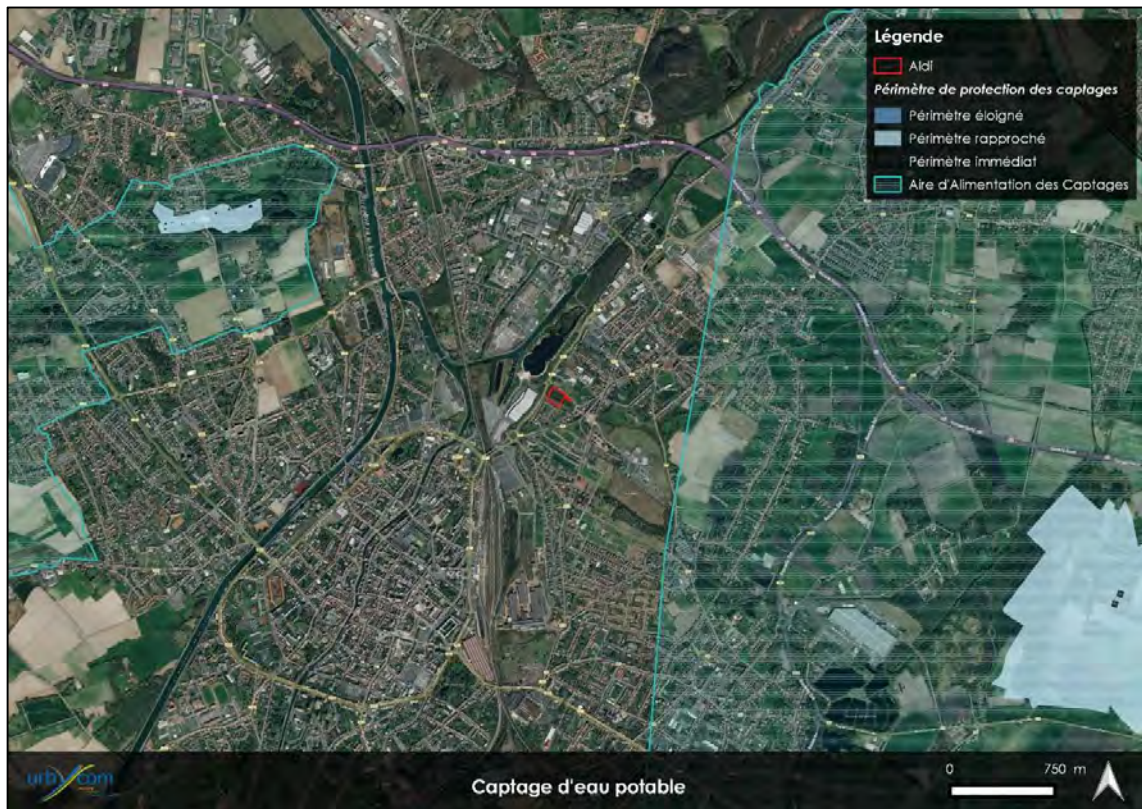 Légende
Aldi
Périmètre de protection des captages
Périmètre éloigné
Périmètre rapproché
Périmètre immédiat
Aire d'Alimentation des Captages
urbycom
Captage d'eau potable
0 750 m